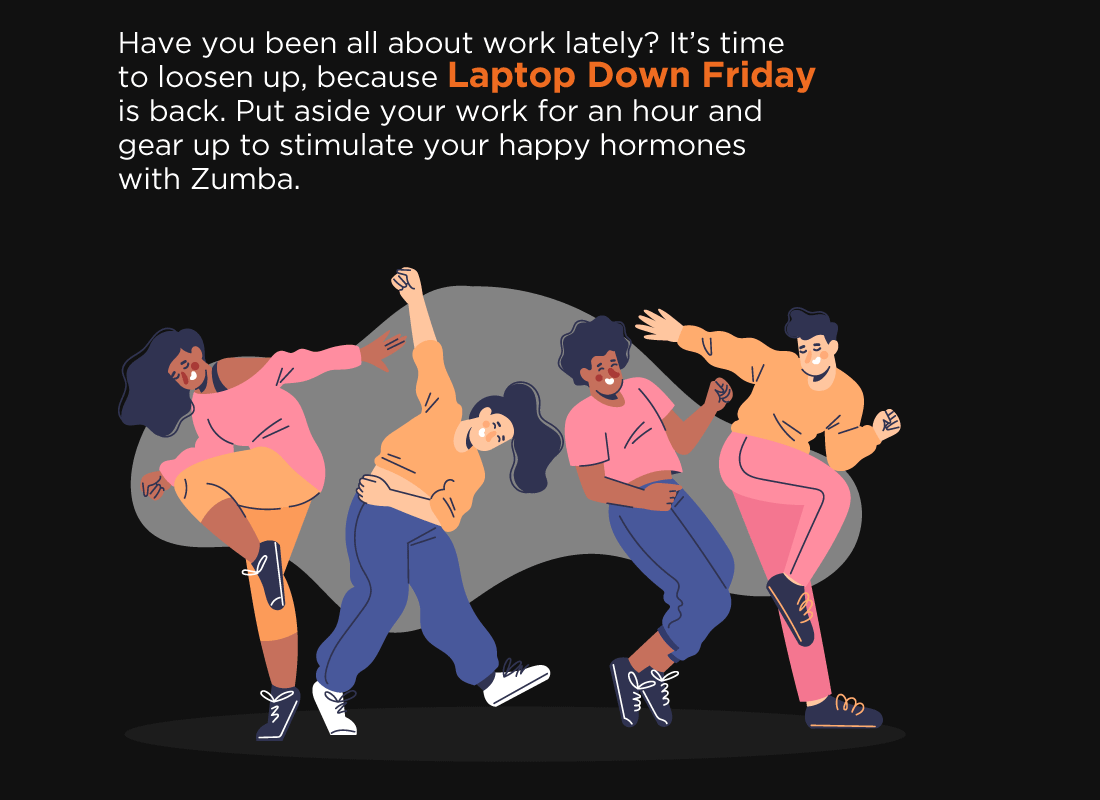 Have you been all about work lately? It’s time
to loosen up, because Laptop Down Friday
is back. Put aside your work for an hour and
gear up to stimulate your happy hormones
with Zumba.